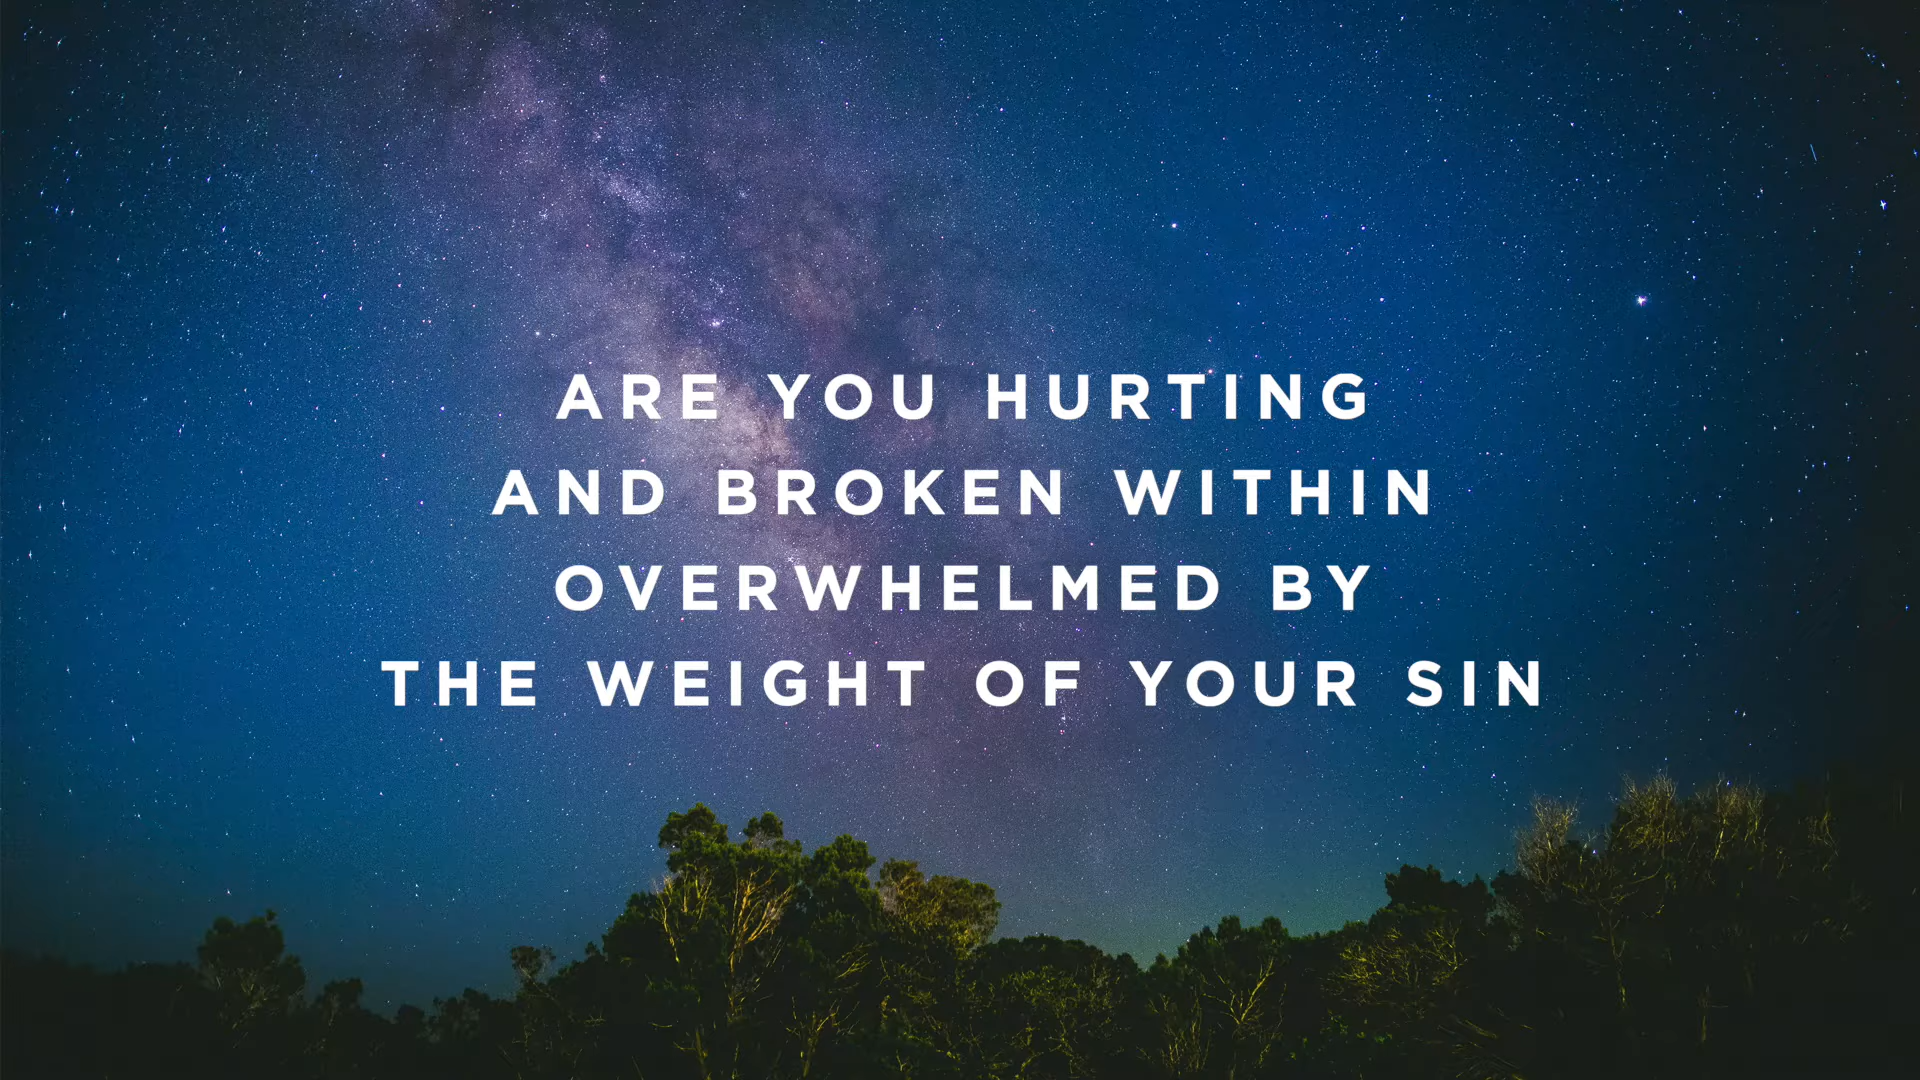 ARE YOU HURTING
AND BROKEN WITHIN
OVERWHELMED BY
THE WEIGHT OF YOUR SIN